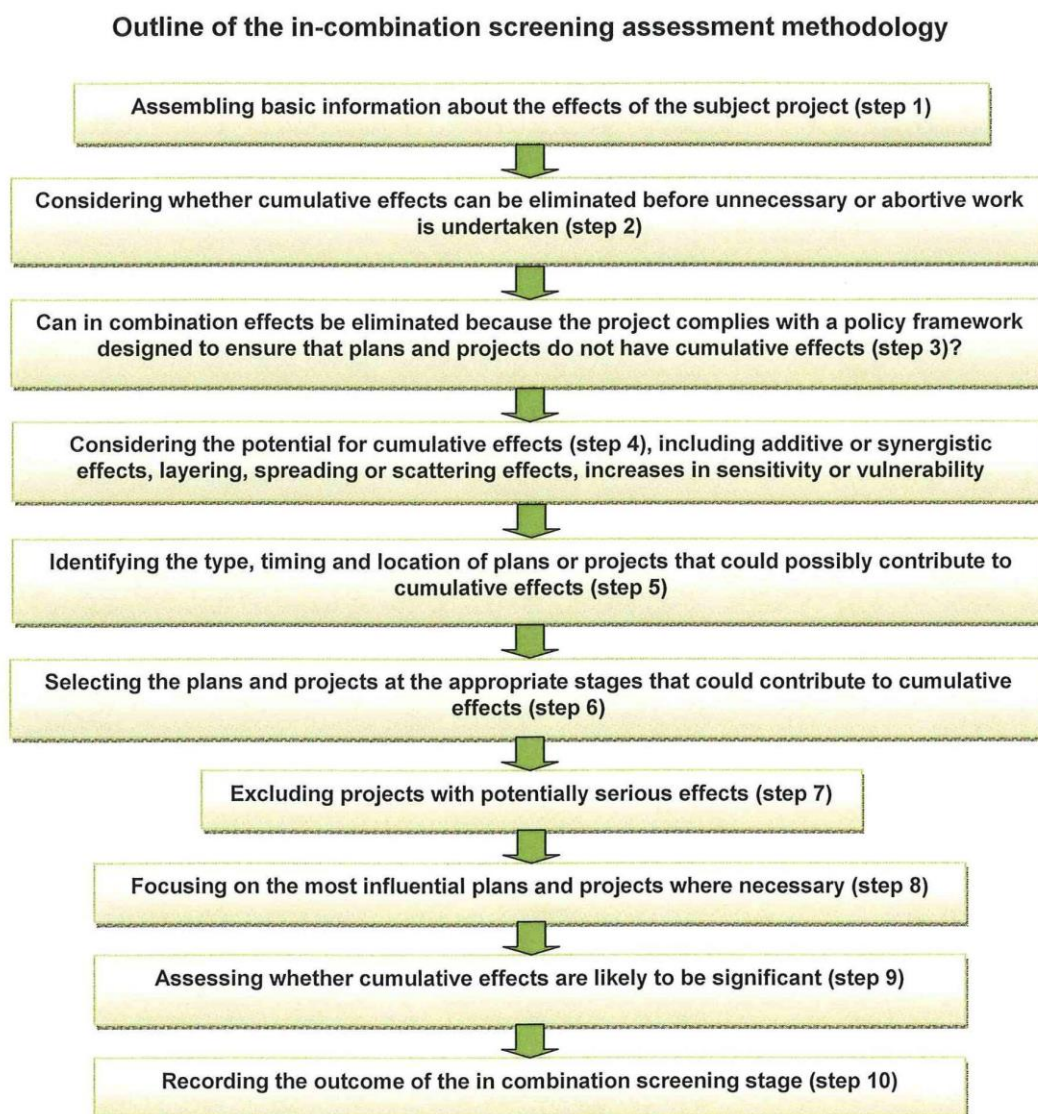 Outline of the in-combination screening assessment methodology
Assembling basic information about the effects of the subject project (step 1)
Considering whether cumulative effects can be eliminated before unnecessary or abortive work
is undertaken (step 2)
Can in combination effects be eliminated because the project complies with a policy framework
designed to ensure that plans and projects do not have cumulative effects (step 3)?
Considering the potential for cumulative effects (step 4), including additive or synergistic
effects, layering, spreading or scattering effects, increases in sensitivity or vulnerability
Identifying the type, timing and location of plans or projects that could possibly contribute to
cumulative effects (step 5)
Selecting the plans and projects at the appropriate stages that could contribute to cumulative
effects (step 6)
Excluding projects with potentially serious effects (step 7)
Focusing on the most influential plans and projects where necessary (step 8)
Assessing whether cumulative effects are likely to be significant (step 9)
Recording the outcome of the in combination screening stage (step 10)